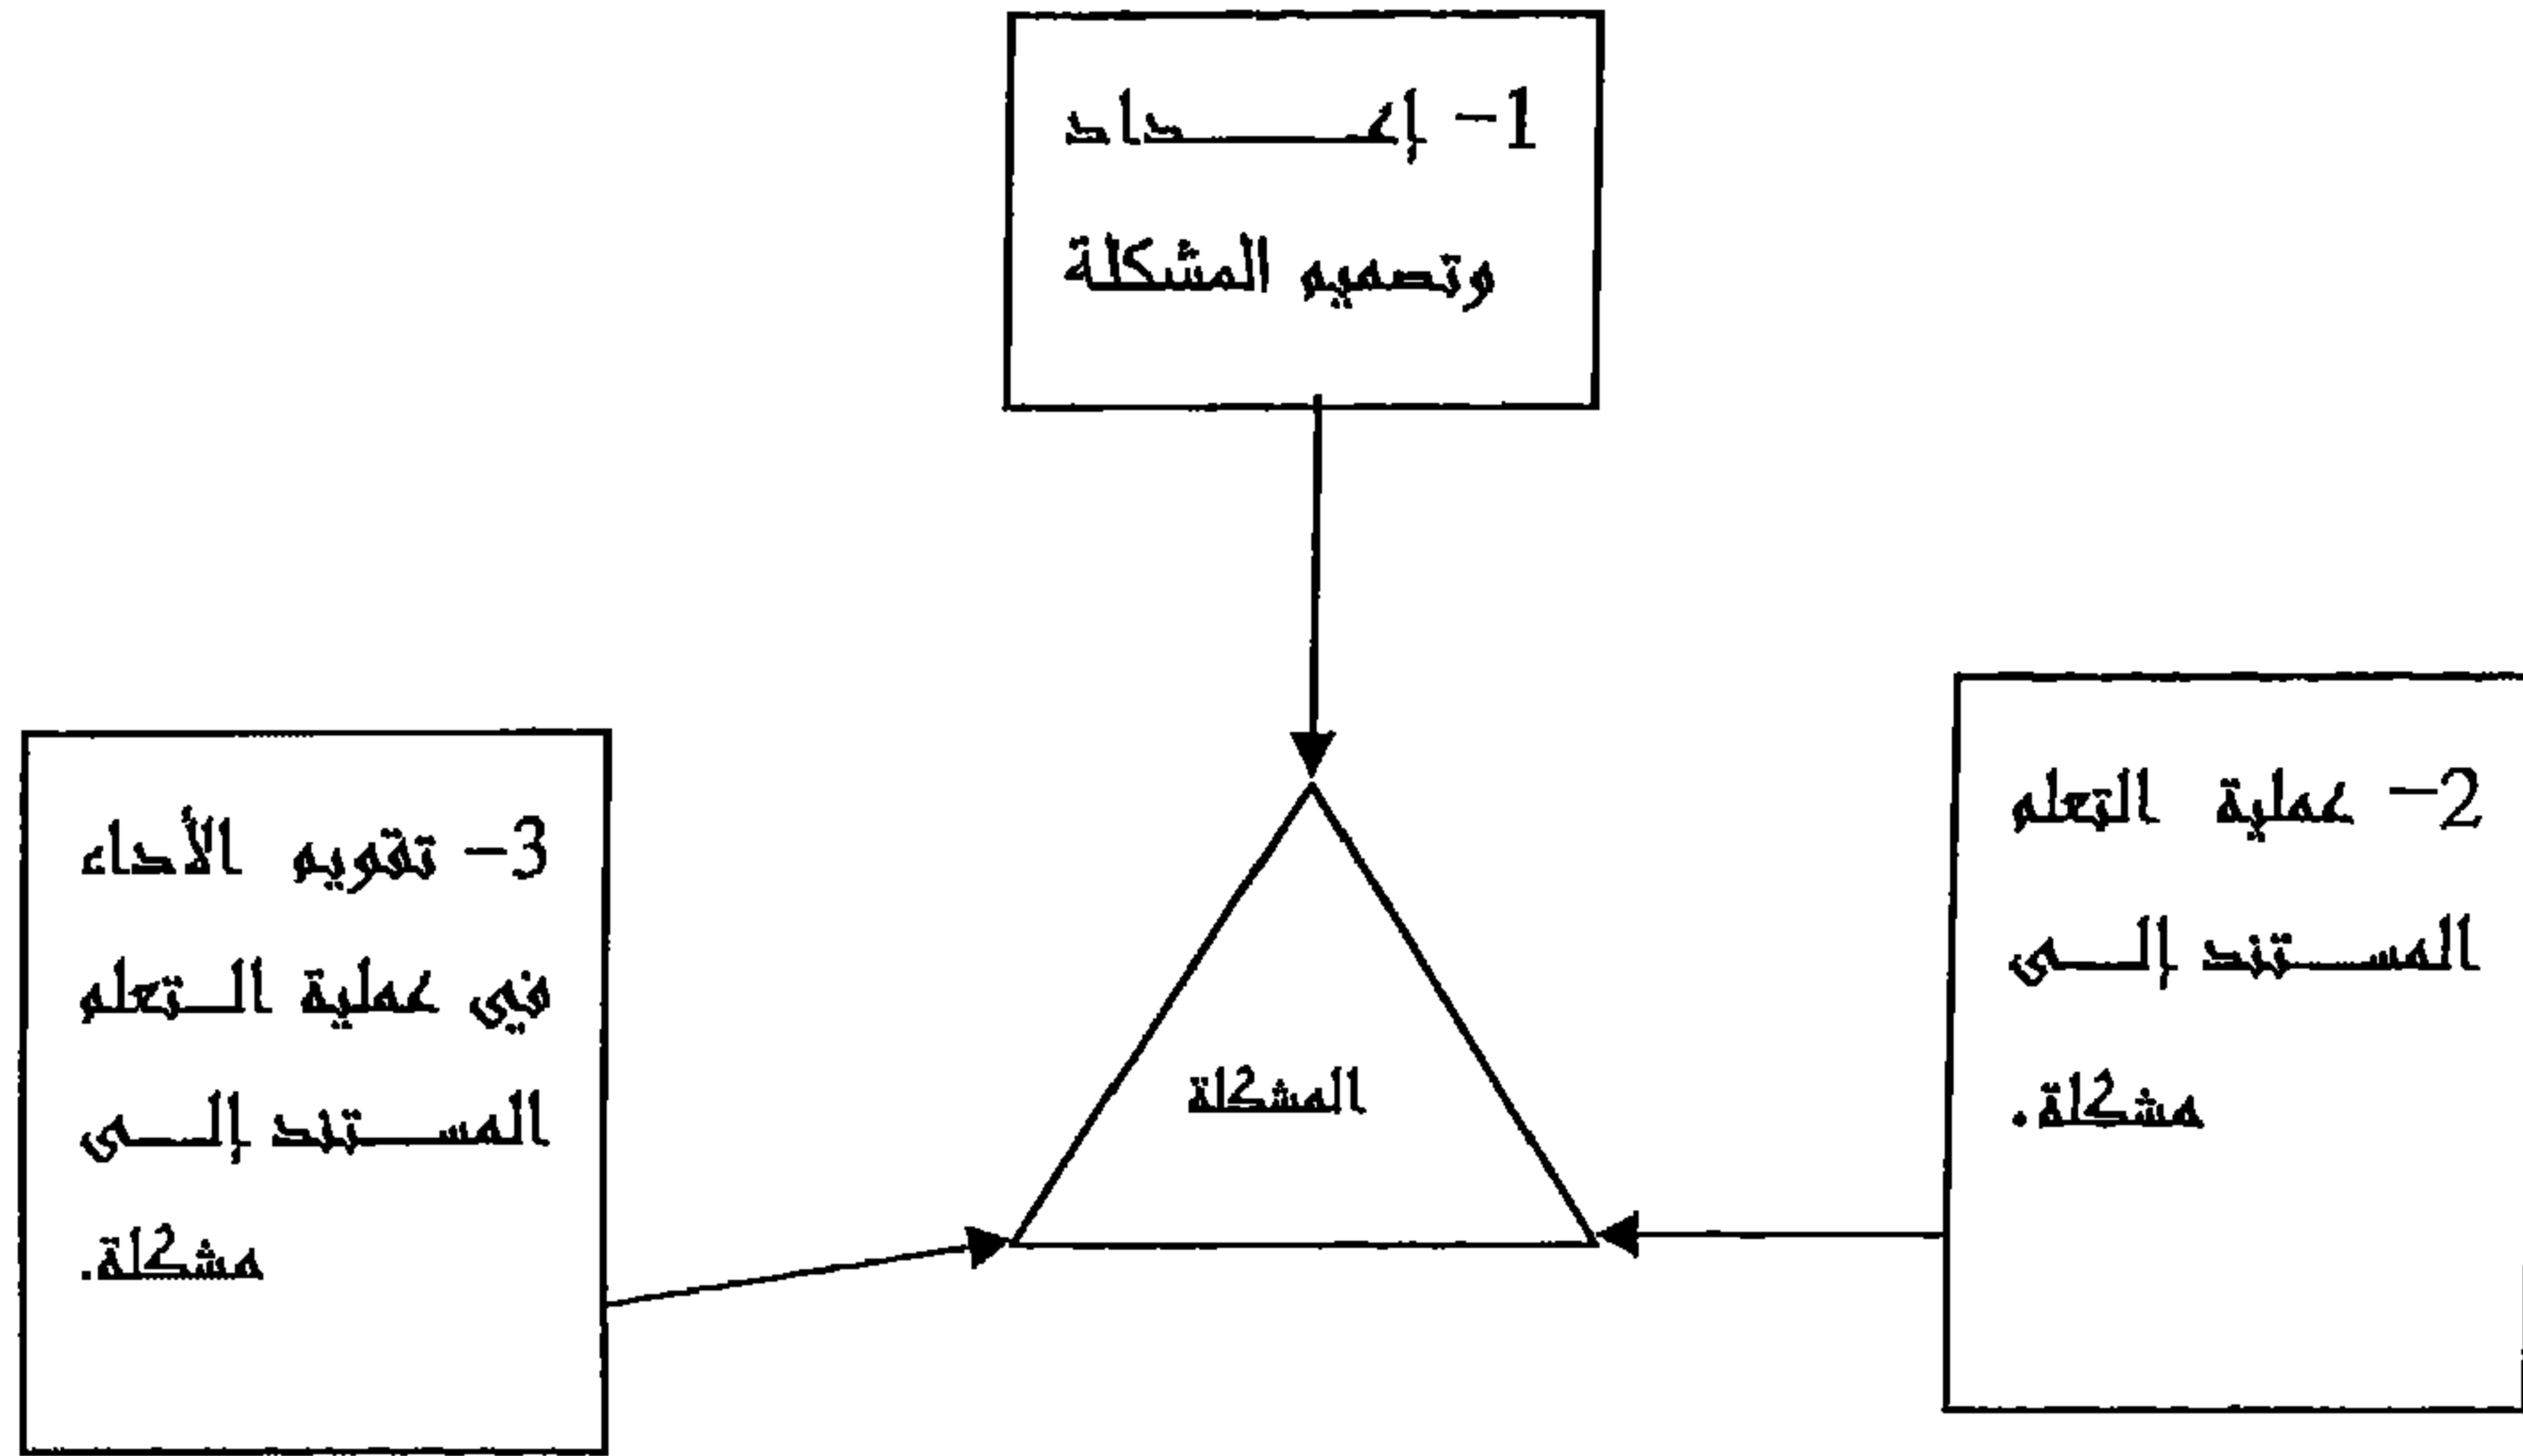 1- إعداد
وتصميم المشكلة
2- عملية التعلم
المستند إلى
مشكلة.
3- تقويم الأداء
في عملية التعلم
المستند إلى
مشكلة.
المشكلة